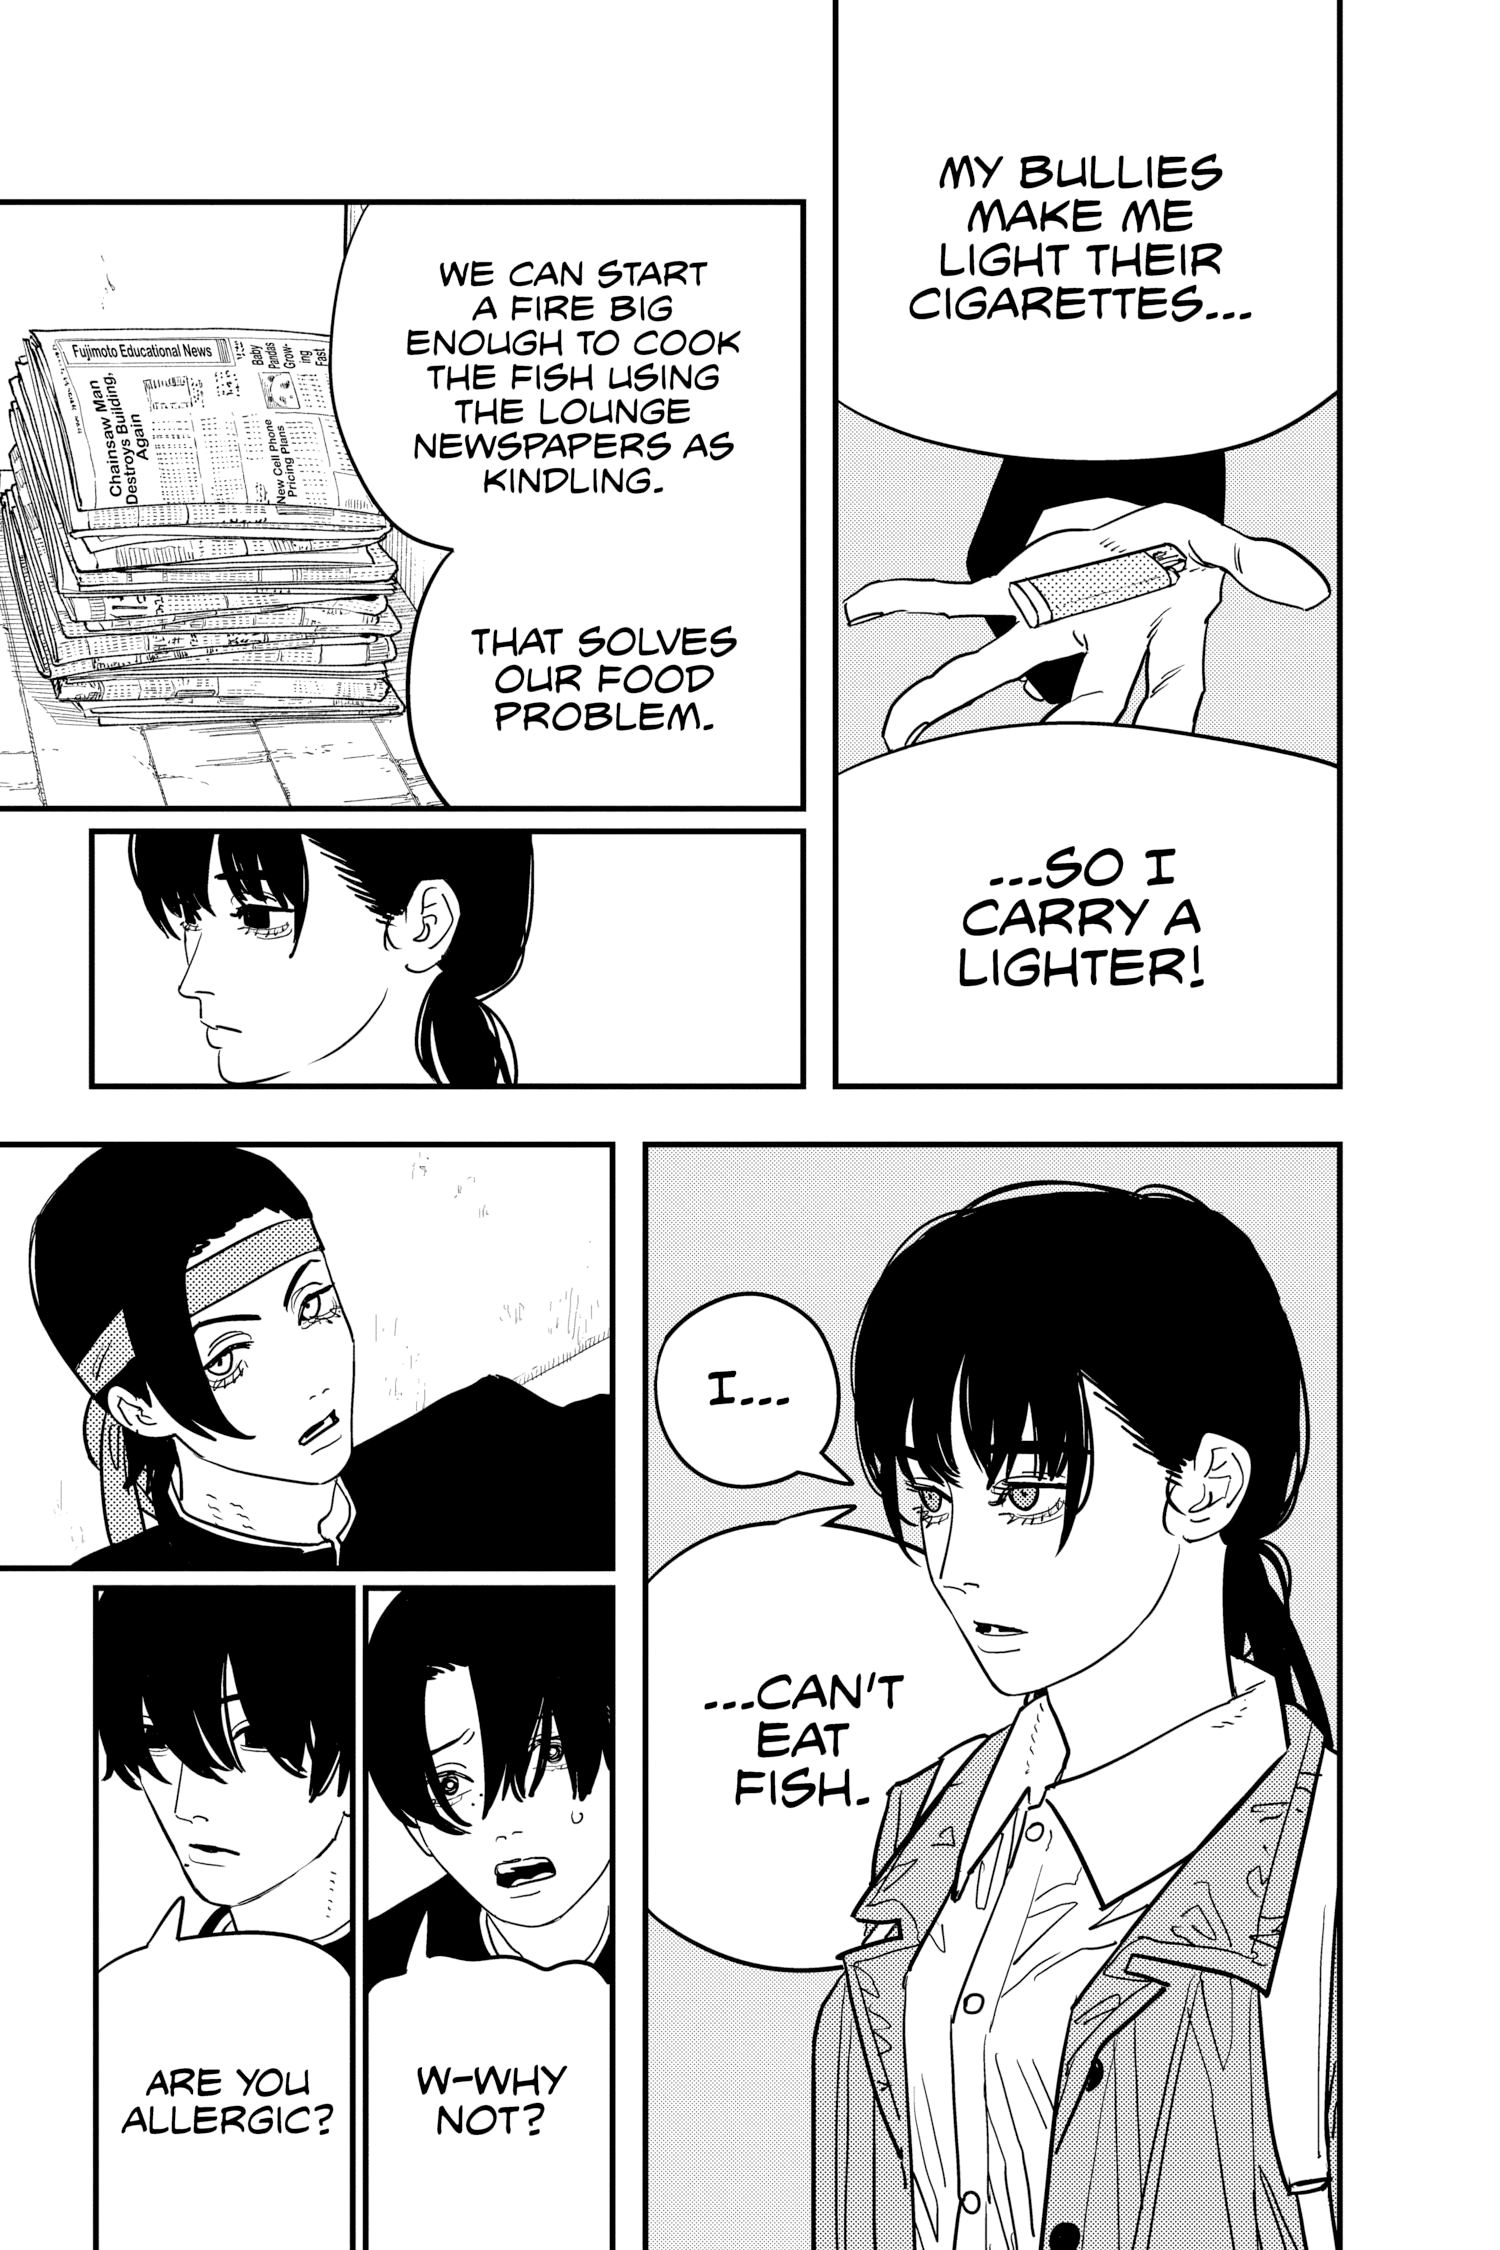 MY BULLIES
MAKE ME
LIGHT THEIR
CIGARETTES...
...SO I
CARRY A
LIGHTER!
WE CAN START
A FIRE BIG
ENOUGH TO COOK
THE FISH USING
THE LOUNGE
NEWSPAPERS AS
KINDLING.
THAT SOLVES
OUR FOOD
PROBLEM.
Fujimoto Educational News
Chainsaw Man
Destroys Building,
Again
Baby
Pandas
Grow-
ing
Fast
New Cell Phone
Pricing Plans
I...
...CAN'T
EAT
FISH.
W-WHY
NOT?
ARE YOU
ALLERGIC?